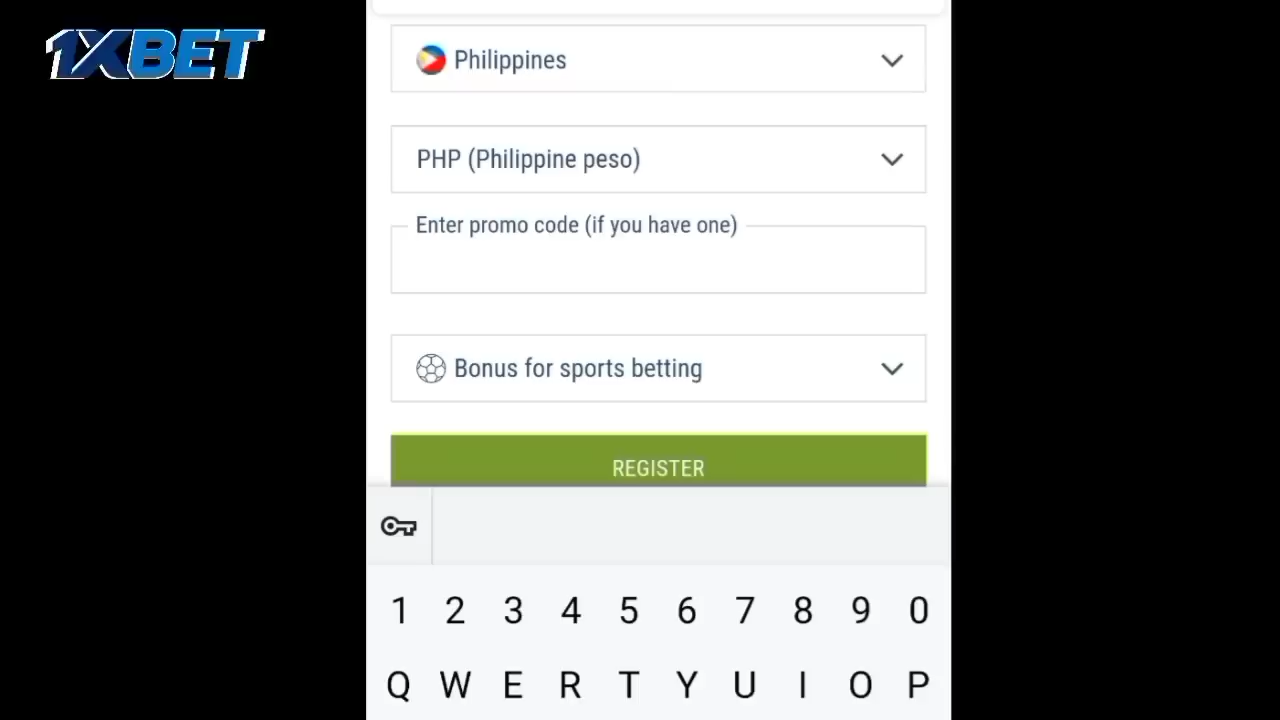 1XBET
Philippines
PHP (Philippine peso)
Enter promo code (if you have one)
Bonus for sports betting
REGISTER
1 2 3 4 5 6 7 8 9 0
Q W E R T Y U I O P